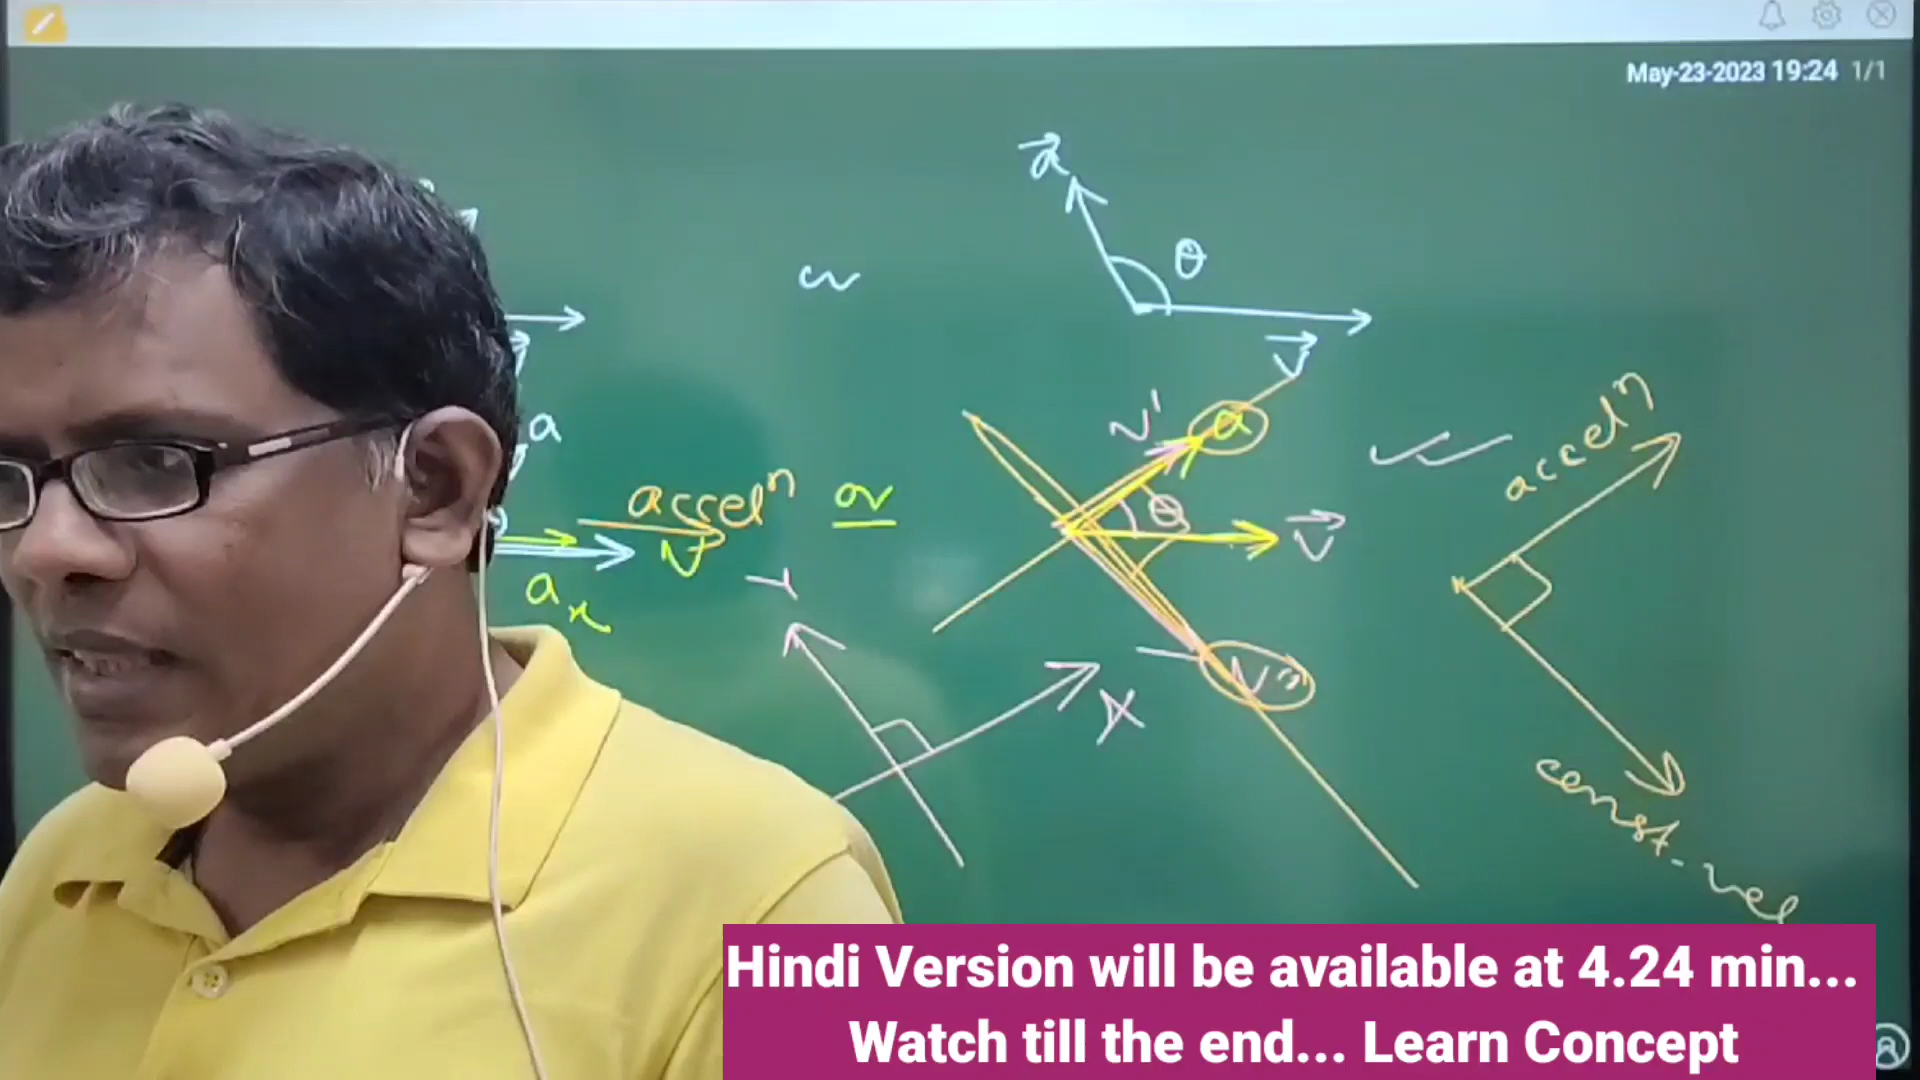 May-23-2023 19:24 1/1
a
θ
v
v'
a
accelⁿ
a
accelⁿ or
θ
v
v
aₓ
Y
v''
X
const. vel
Hindi Version will be available at 4.24 min...
Watch till the end... Learn Concept